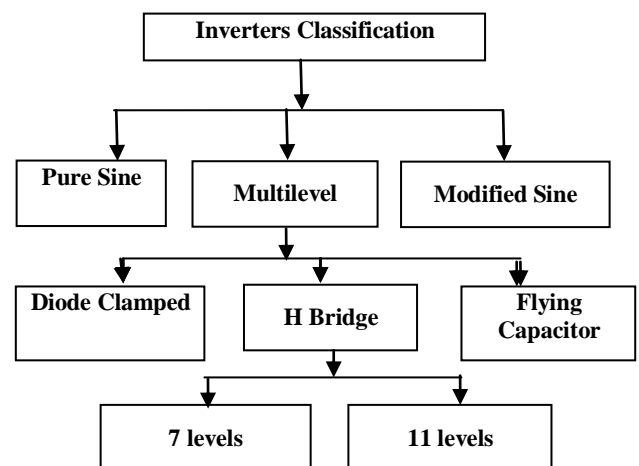 Inverters Classification
Pure Sine
Multilevel
Modified Sine
Diode Clamped
H Bridge
Flying
Capacitor
7 levels
11 levels